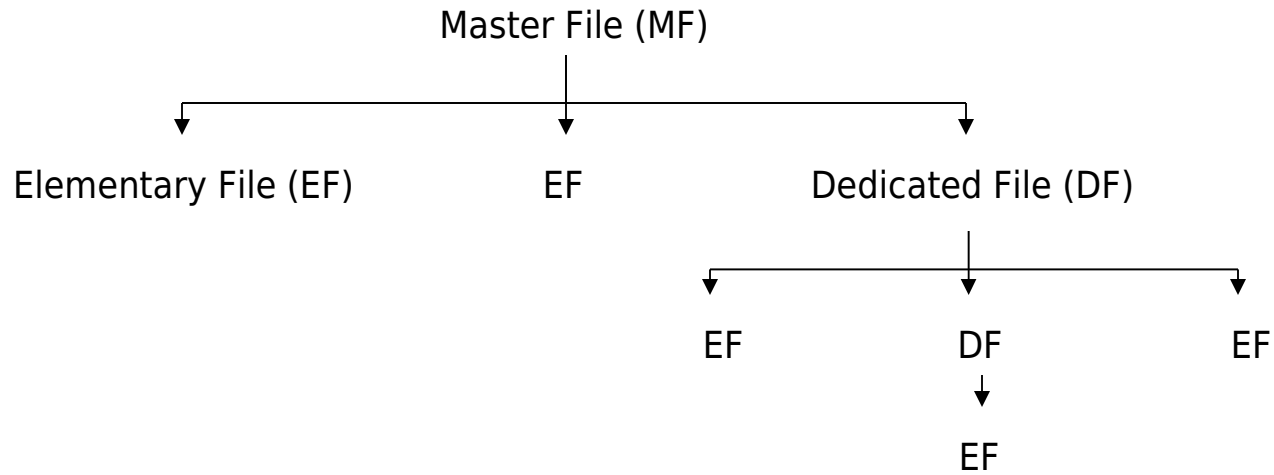 Master File (MF)
Elementary File (EF) EF Dedicated File (DF)
EF DF EF
EF